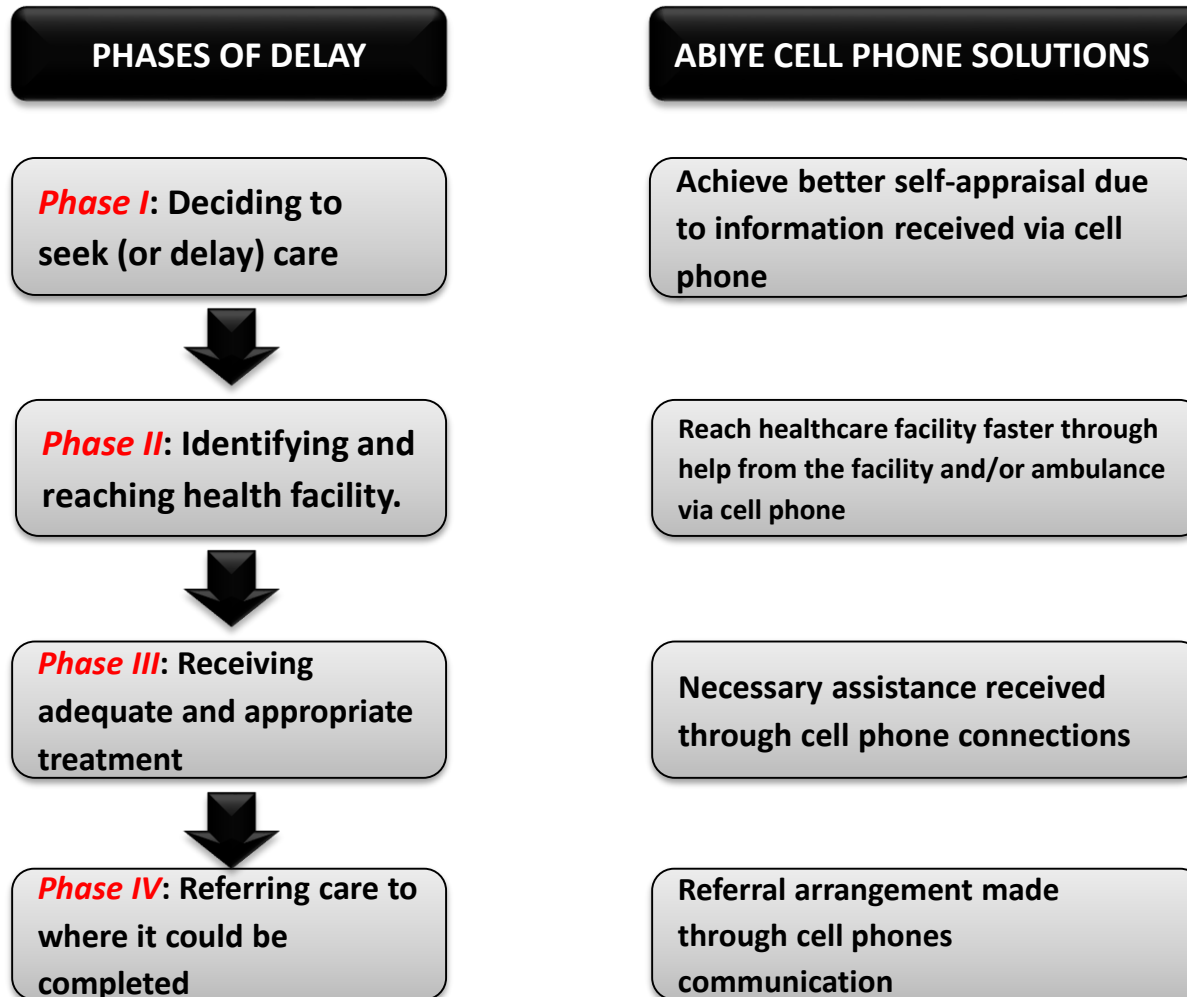 PHASES OF DELAY
ABIYE CELL PHONE SOLUTIONS
Phase I: Deciding to
seek (or delay) care
Achieve better self-appraisal due
to information received via cell
phone
Phase II: Identifying and
reaching health facility.
Reach healthcare facility faster through
help from the facility and/or ambulance
via cell phone
Phase III: Receiving
adequate and appropriate
treatment
Necessary assistance received
through cell phone connections
Phase IV: Referring care to
where it could be
completed
Referral arrangement made
through cell phones
communication